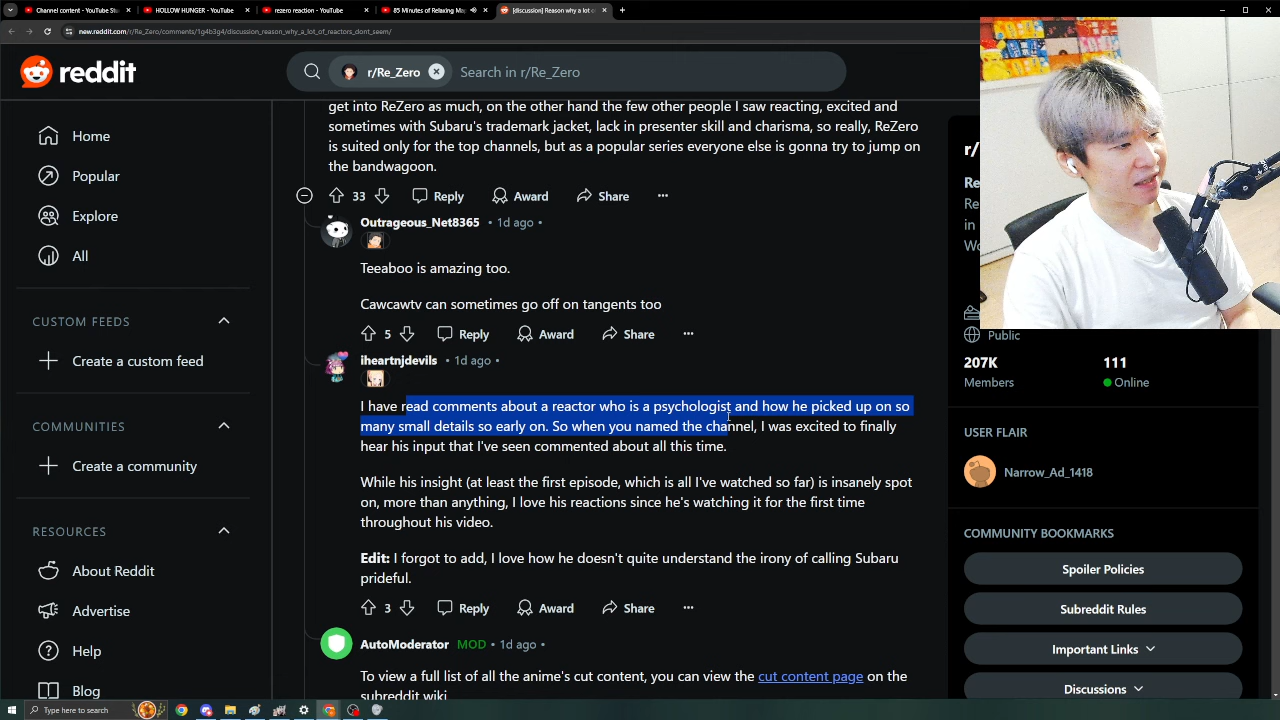 Channel content - YouTube St
HOLLOW HUNGER - YouTube
rezero reaction - YouTube
85 Minutes of Relaxing Ma
[discussion] Reason why a lot o
new.reddit.com/r/Re_Zero/comments/1g4b3g4/discussion_reason_why_a_lot_of_reactors_dont_seem/
reddit
r/Re_Zero
Search in r/Re_Zero
Home
Popular
Explore
All
CUSTOM FEEDS
Create a custom feed
COMMUNITIES
Create a community
RESOURCES
About Reddit
Advertise
Help
Blog
get into ReZero as much, on the other hand the few other people I saw reacting, excited and
sometimes with Subaru's trademark jacket, lack in presenter skill and charisma, so really, ReZero
is suited only for the top channels, but as a popular series everyone else is gonna try to jump on
the bandwagoon.
33 Reply Award Share
Outrageous_Net8365 • 1d ago •
Teeaboo is amazing too.
Cawcawtv can sometimes go off on tangents too
5 Reply Award Share
iheartnjdevils • 1d ago •
I have read comments about a reactor who is a psychologist and how he picked up on so
many small details so early on. So when you named the channel, I was excited to finally
hear his input that I've seen commented about all this time.
While his insight (at least the first episode, which is all I've watched so far) is insanely spot
on, more than anything, I love his reactions since he's watching it for the first time
throughout his video.
Edit: I forgot to add, I love how he doesn't quite understand the irony of calling Subaru
prideful.
3 Reply Award Share
AutoModerator MOD • 1d ago •
To view a full list of all the anime's cut content, you can view the cut content page on the
subreddit wiki
r/
Re
Re
in
Wo
Public
207K
Members
111
Online
USER FLAIR
Narrow_Ad_1418
COMMUNITY BOOKMARKS
Spoiler Policies
Subreddit Rules
Important Links
Discussions
Type here to search